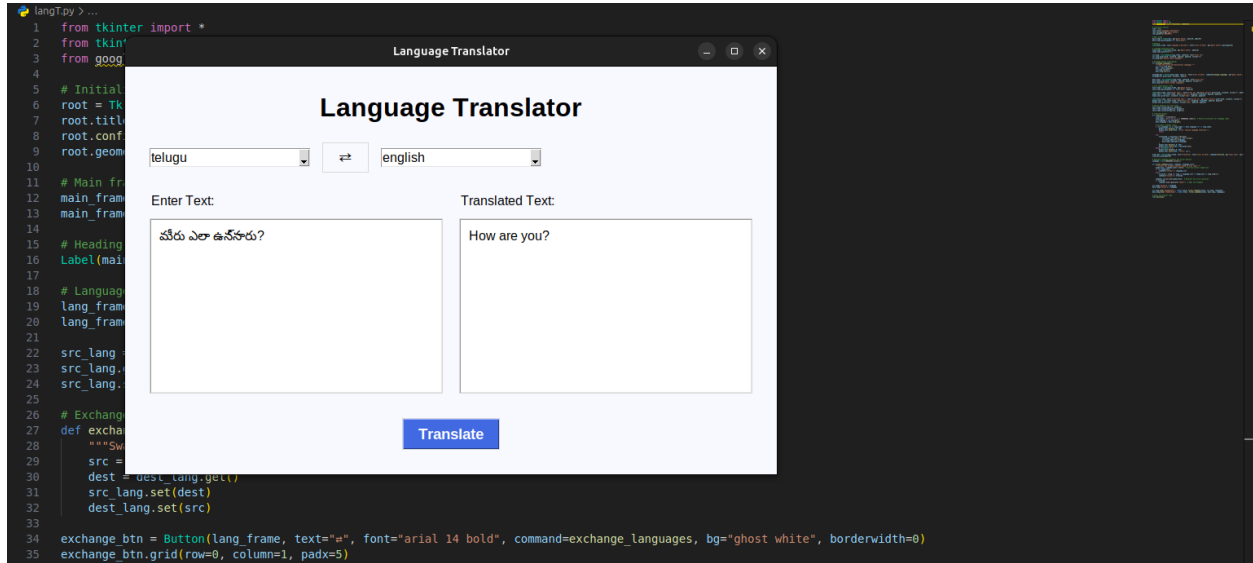 langT.py > ...
1 from tkinter import *
2 from tkin
3 from goog
Language Translator
4
5 # Initial
6 root = Tk
7 root.titl
8 root.conf
9 root.geom
10
11 # Main fr
12 main_fram
13 main_fram
14
15 # Heading
16 Label(mai
17
18 # Languag
19 lang_fram
20 lang_fram
21
22 src_lang
23 src_lang.
24 src_lang.
25
26 # Exchang
27 def excha
28 """Sw
29 src =
30 dest = dest_lang.get()
31 src_lang.set(dest)
32 dest_lang.set(src)
33
34 exchange_btn = Button(lang_frame, text="⇄", font="arial 14 bold", command=exchange_languages, bg="ghost white", borderwidth=0)
35 exchange_btn.grid(row=0, column=1, padx=5)
Language Translator
telugu ⇄ english
Enter Text: Translated Text:
మీరు ఎలా ఉన్నారు? How are you?
Translate